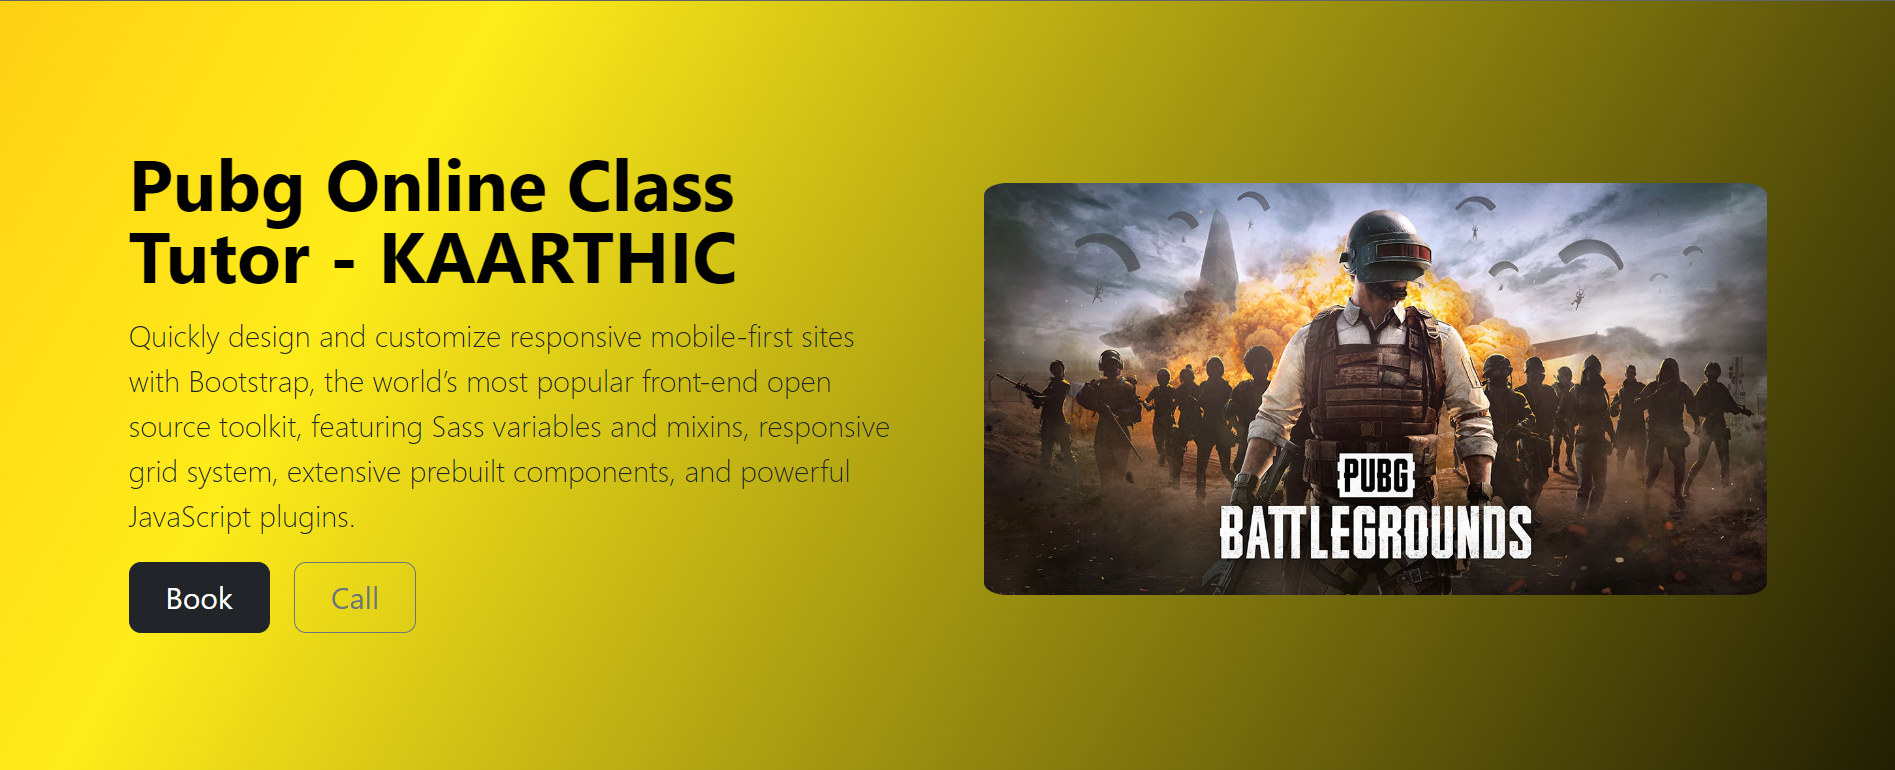 Pubg Online Class
Tutor - KAARTHIC
Quickly design and customize responsive mobile-first sites
with Bootstrap, the world’s most popular front-end open
source toolkit, featuring Sass variables and mixins, responsive
grid system, extensive prebuilt components, and powerful
JavaScript plugins.
Book
Call
PUBG
BATTLEGROUNDS